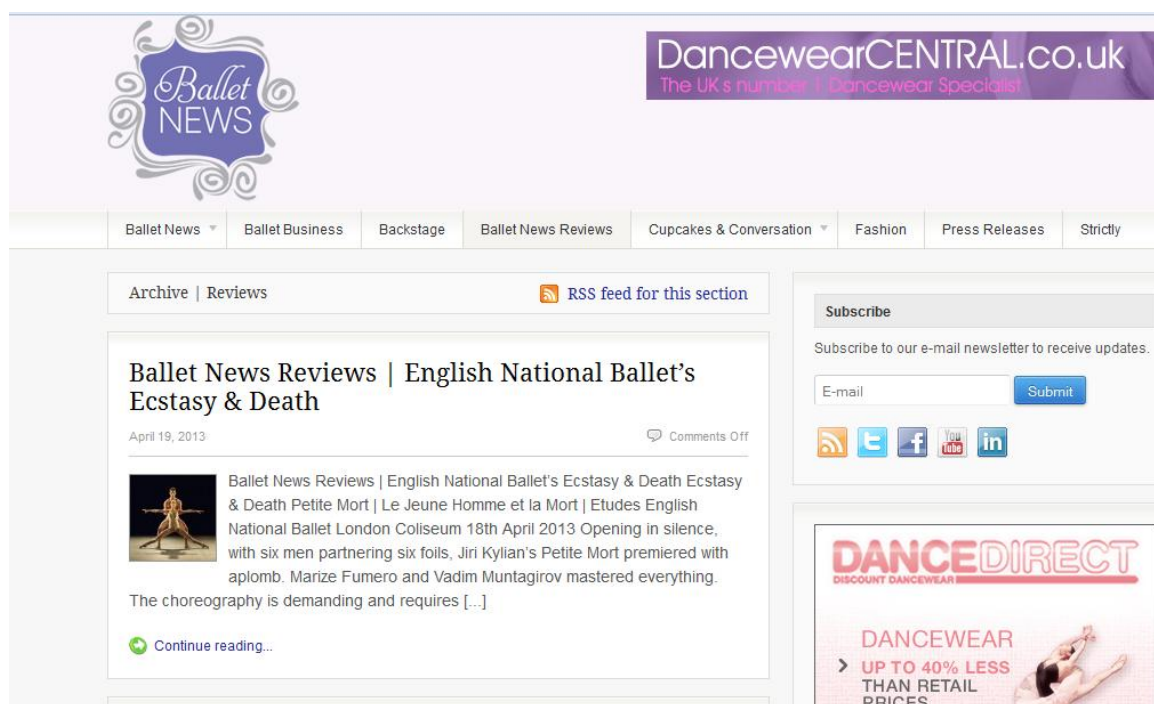 Ballet
NEWS
DancewearCENTRAL.co.uk
The UK's number 1 Dancewear Specialist
Ballet News
Ballet Business
Backstage
Ballet News Reviews
Cupcakes & Conversation
Fashion
Press Releases
Strictly
Archive | Reviews
RSS feed for this section
Ballet News Reviews | English National Ballet's
Ecstasy & Death
April 19, 2013
Comments Off
Ballet News Reviews | English National Ballet's Ecstasy & Death Ecstasy
& Death Petite Mort | Le Jeune Homme et la Mort | Etudes English
National Ballet London Coliseum 18th April 2013 Opening in silence,
with six men partnering six foils, Jiri Kylian's Petite Mort premiered with
aplomb. Marize Fumero and Vadim Muntagirov mastered everything.
The choreography is demanding and requires [...]
Continue reading...
Subscribe
Subscribe to our e-mail newsletter to receive updates.
E-mail
Submit
You
Tube
in
DANCEDIRECT
DISCOUNT DANCEWEAR
DANCEWEAR
UP TO 40% LESS
THAN RETAIL
PRICES